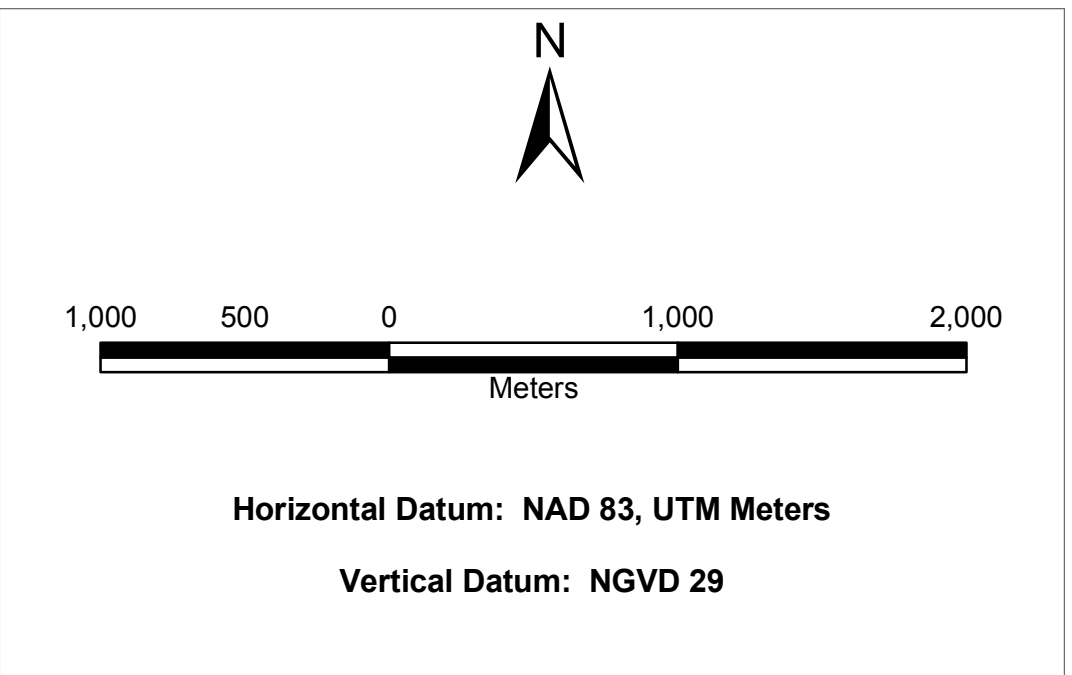 N
1,000 500 0 1,000 2,000
Meters
Horizontal Datum: NAD 83, UTM Meters
Vertical Datum: NGVD 29